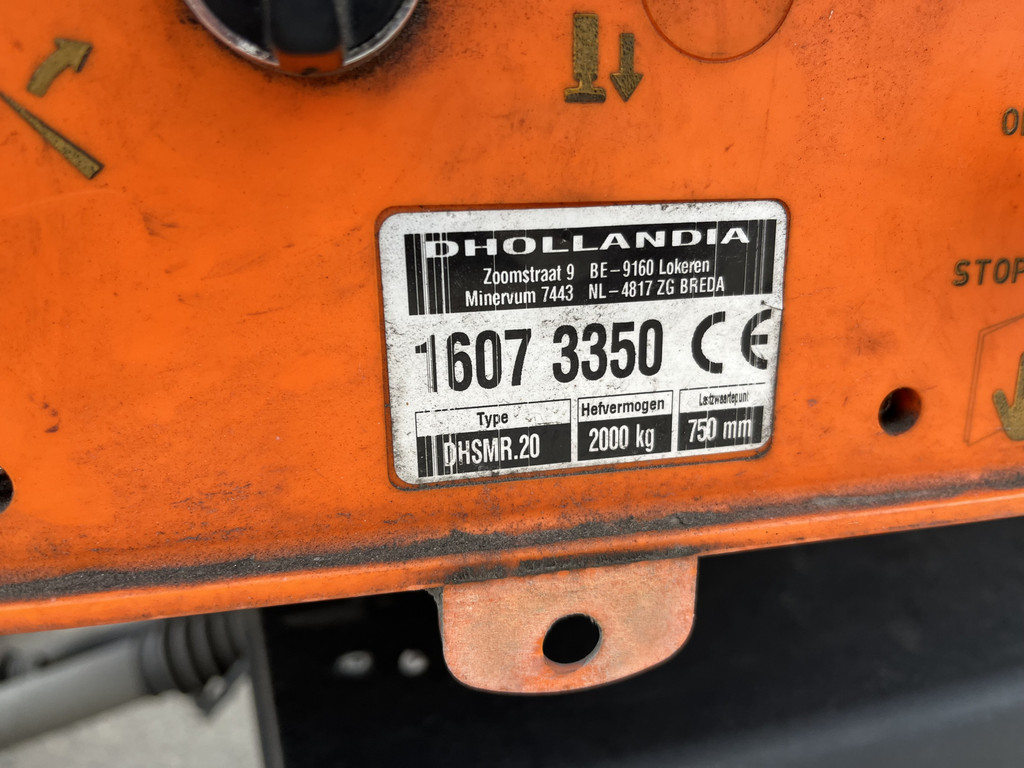 DHOLLANDIA
Zoomstraat 9 BE-9160 Lokeren
Minervum 7443 NL-4817 ZG BREDA
1607 3350 CE
Type Hefvermogen Lastzwaartepunt
DHSMR.20 2000 kg 750 mm
STOP